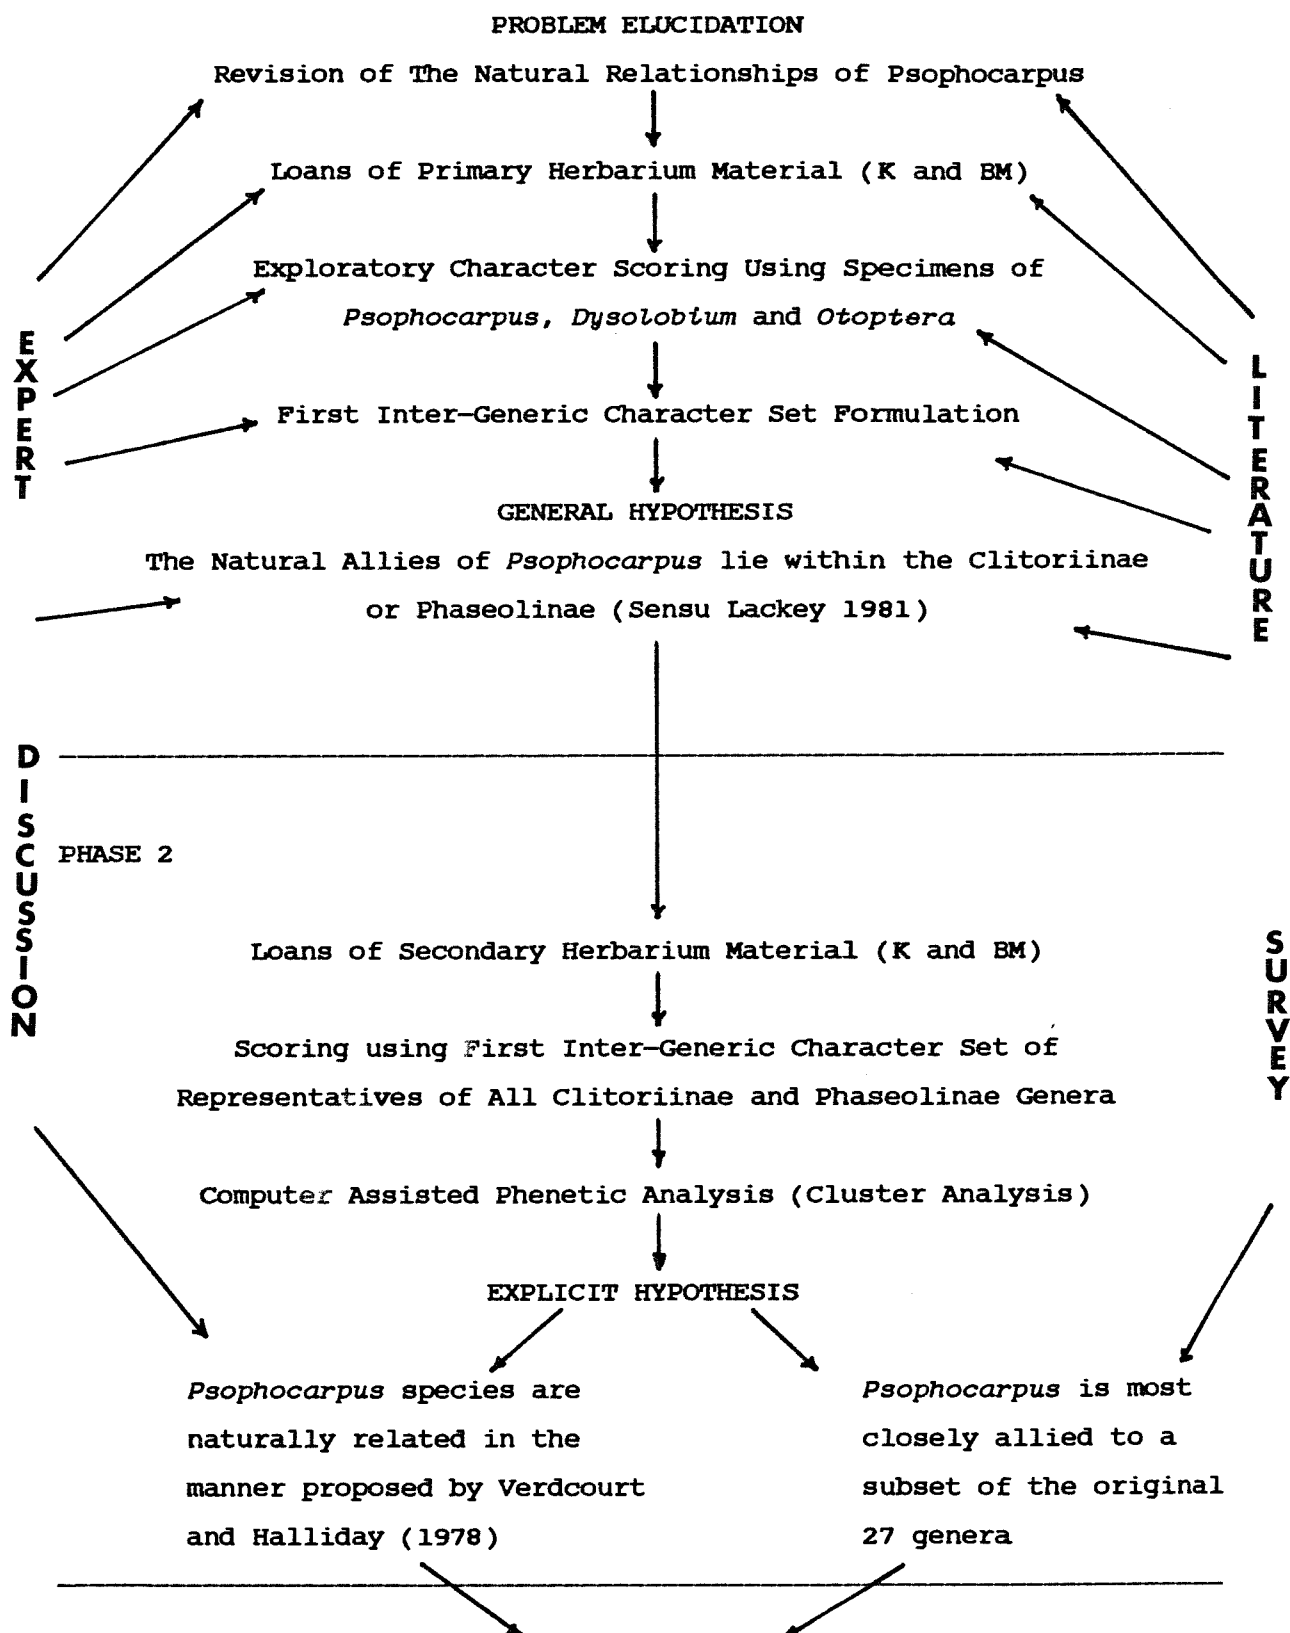 PROBLEM ELUCIDATION
Revision of The Natural Relationships of Psophocarpus
Loans of Primary Herbarium Material (K and BM)
Exploratory Character Scoring Using Specimens of
Psophocarpus, Dysolobium and Otoptera
First Inter-Generic Character Set Formulation
GENERAL HYPOTHESIS
The Natural Allies of Psophocarpus lie within the Clitoriinae
or Phaseolinae (Sensu Lackey 1981)
EXPERT
DISCUSSION
LITERATURE
SURVEY
PHASE 2
Loans of Secondary Herbarium Material (K and BM)
Scoring using First Inter-Generic Character Set of
Representatives of All Clitoriinae and Phaseolinae Genera
Computer Assisted Phenetic Analysis (Cluster Analysis)
EXPLICIT HYPOTHESIS
Psophocarpus species are
naturally related in the
manner proposed by Verdcourt
and Halliday (1978)
Psophocarpus is most
closely allied to a
subset of the original
27 genera